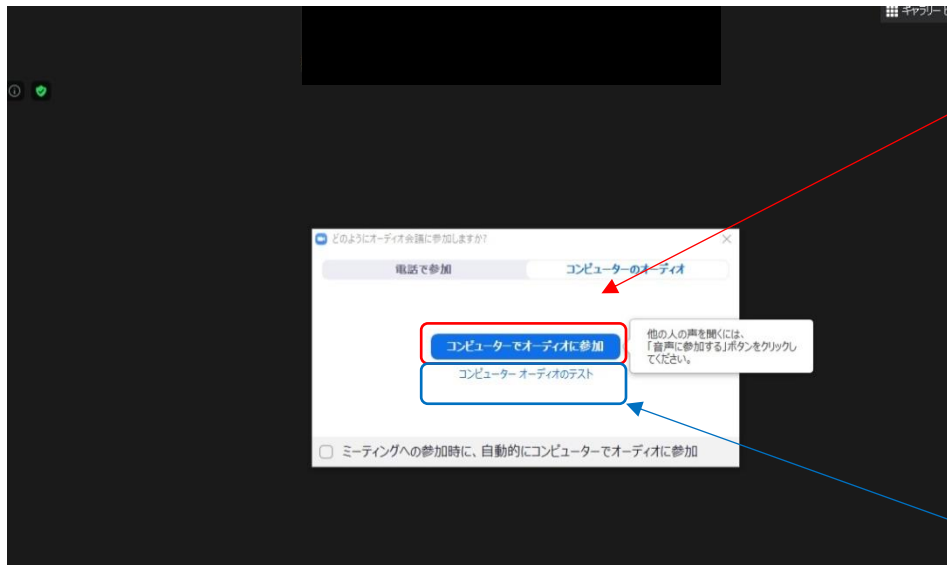 ギャラリー
どのようにオーディオ会議に参加しますか?
電話で参加
コンピューターのオーディオ
コンピューターでオーディオに参加
他の人の声を聞くには、
「音声に参加する」ボタンをクリックし
てください。
コンピューター オーディオのテスト
ミーティングへの参加時に、自動的にコンピューターでオーディオに参加